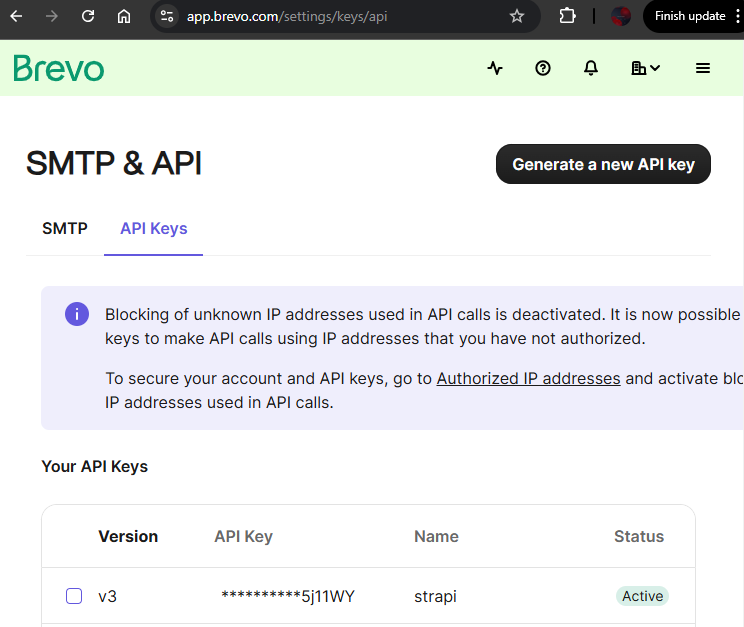 app.brevo.com/settings/keys/api
Finish update
Brevo
SMTP & API
Generate a new API key
SMTP
API Keys
Blocking of unknown IP addresses used in API calls is deactivated. It is now possible
keys to make API calls using IP addresses that you have not authorized.
To secure your account and API keys, go to Authorized IP addresses and activate blo
IP addresses used in API calls.
Your API Keys
Version API Key Name Status
v3 **********5j11WY strapi Active